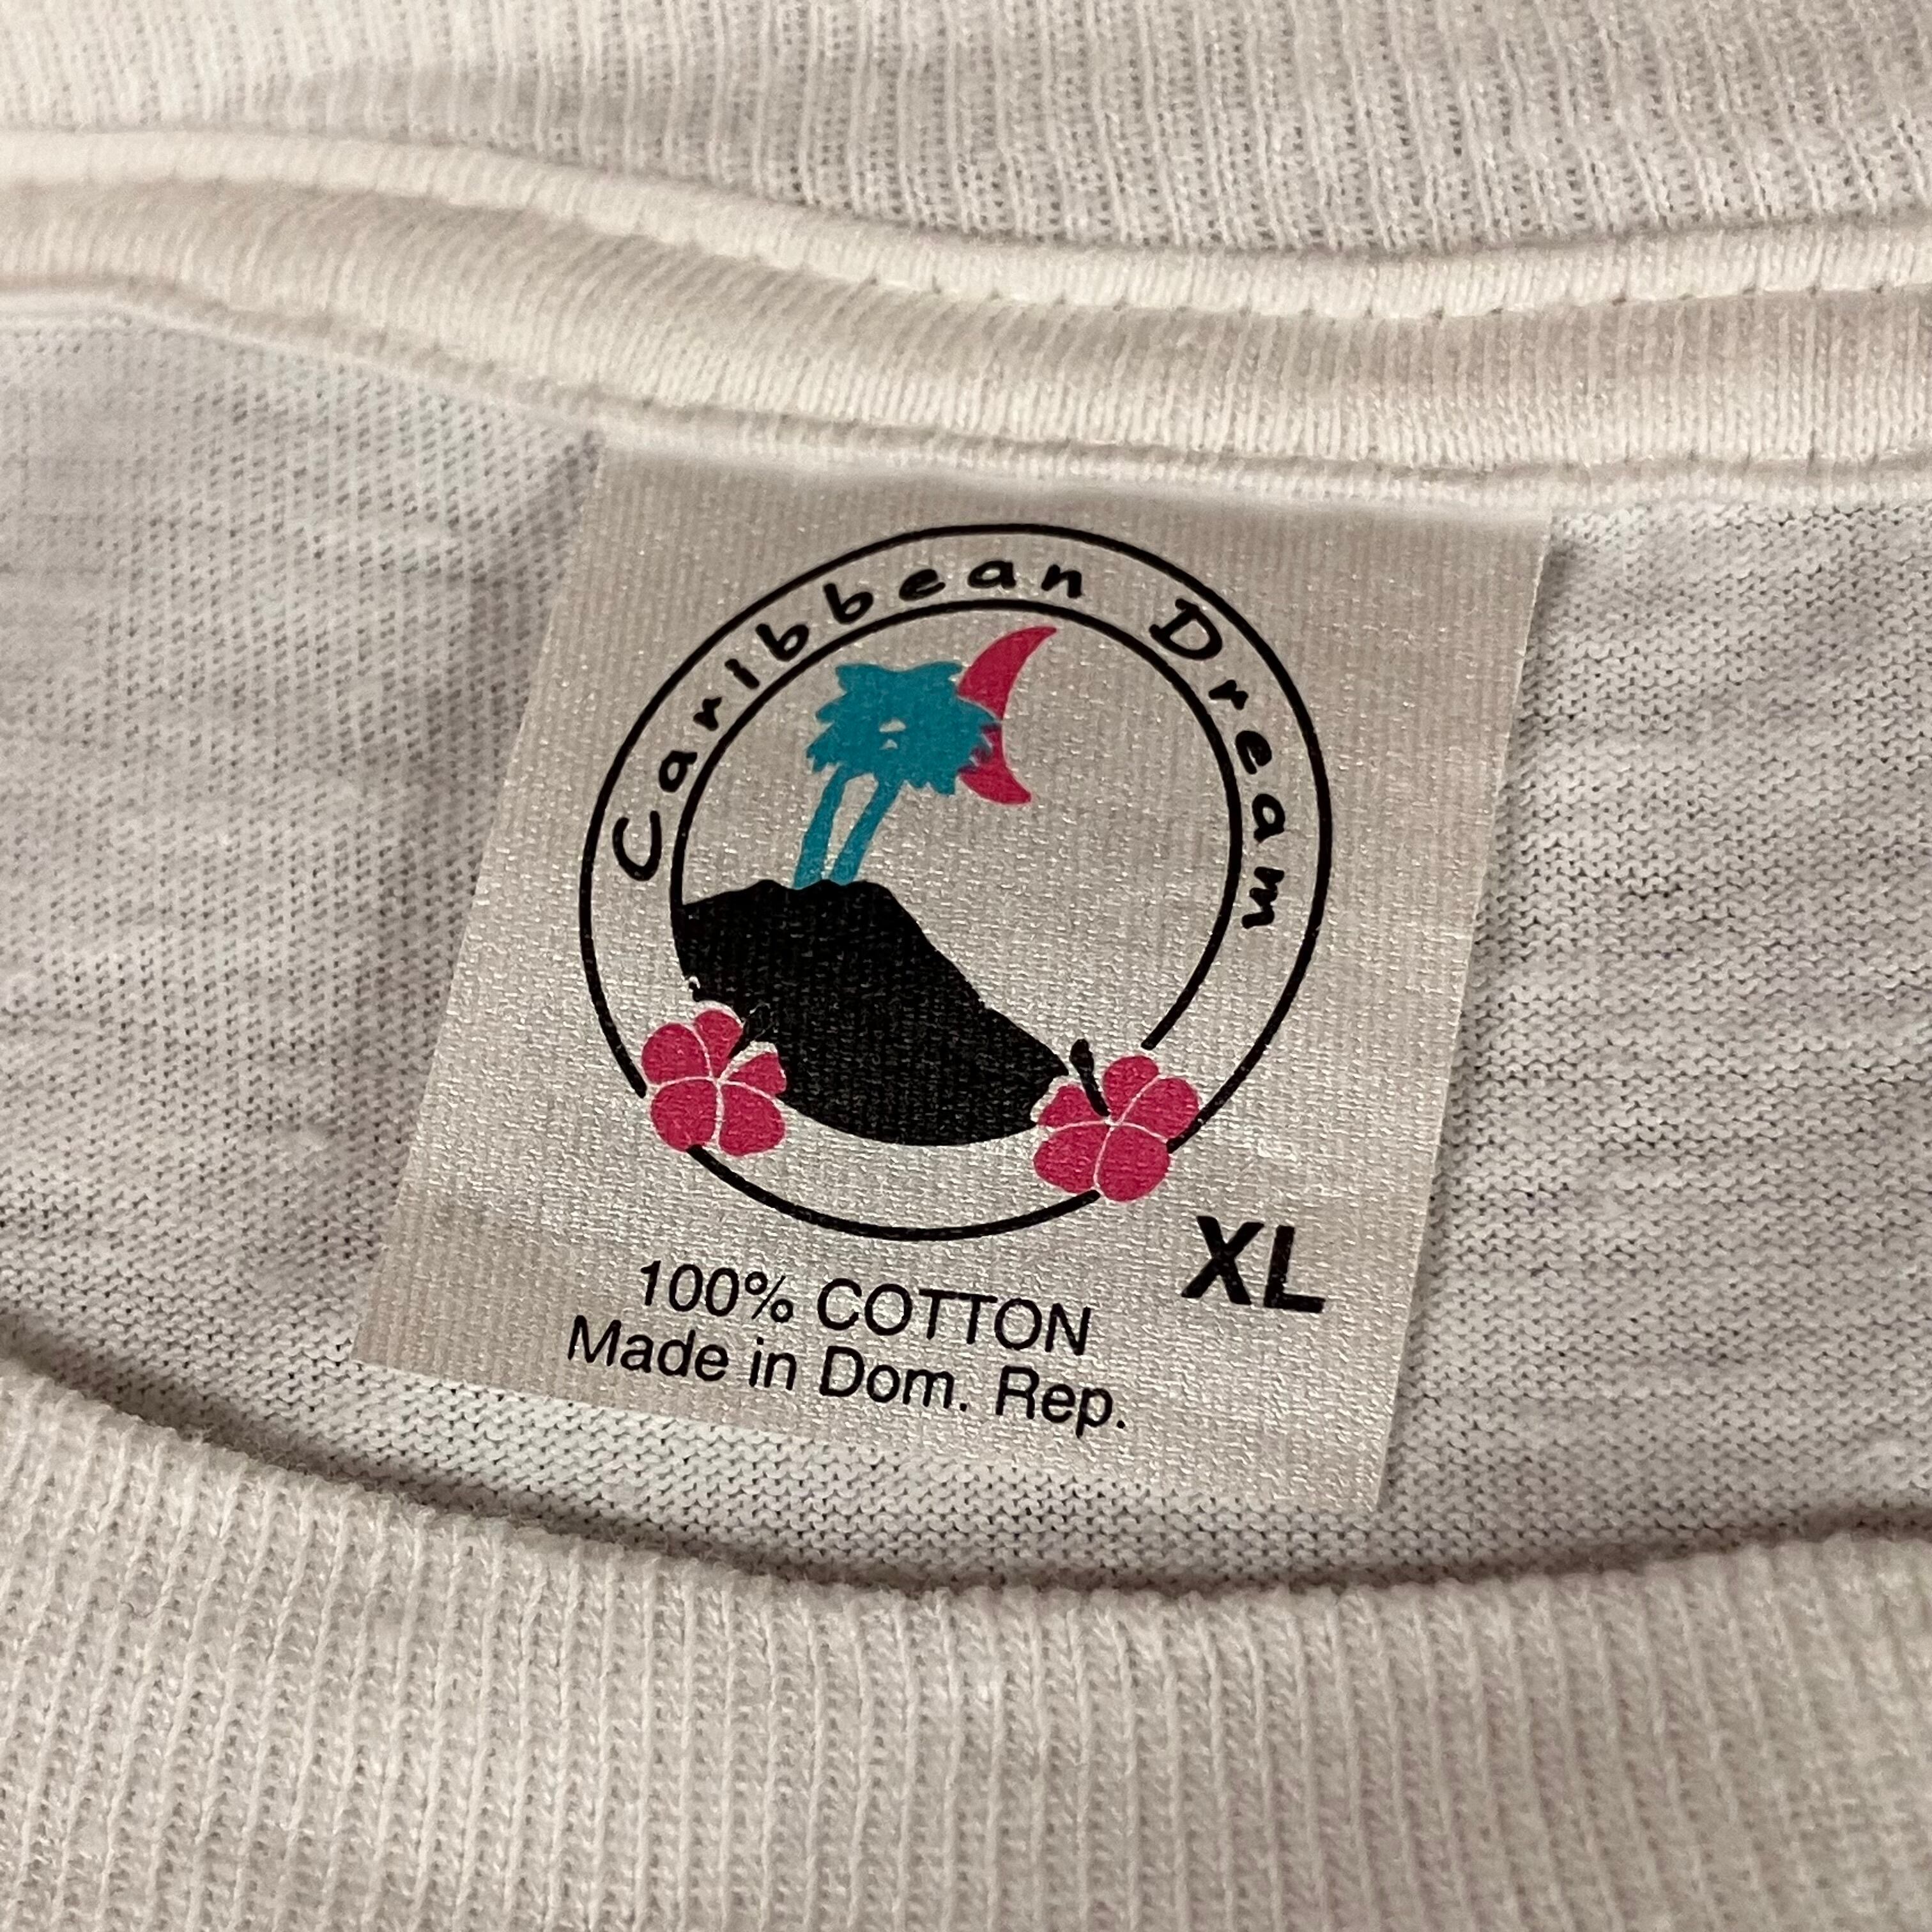 Caribbean Dream
XL
100% COTTON
Made in Dom. Rep.